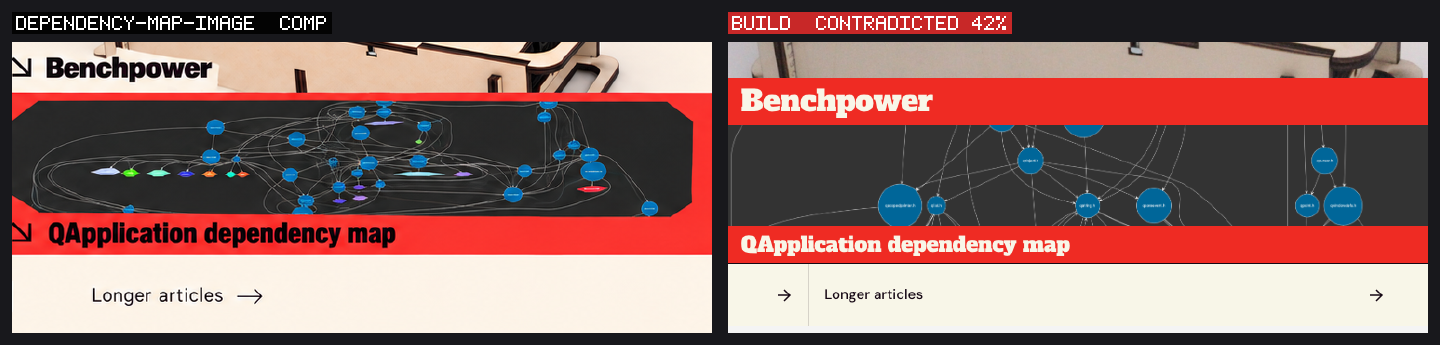 DEPENDENCY-MAP-IMAGE COMP
Benchpower
QApplication dependency map
Longer articles →
BUILD CONTRADICTED 42%
Benchpower
QApplication dependency map
→ Longer articles →